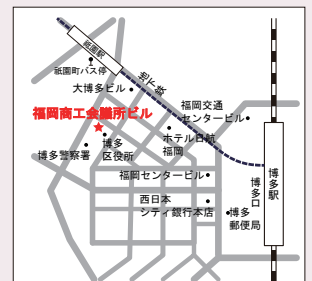 祇園駅
祇園町バス停
地下鉄
大博多ビル
福岡交通
センタービル
福岡商工会議所ビル
ホテル日航
福岡
博多
区役所
博多警察署
福岡センタービル
博多駅
博多口
西日本
シティ銀行本店
博多
郵便局